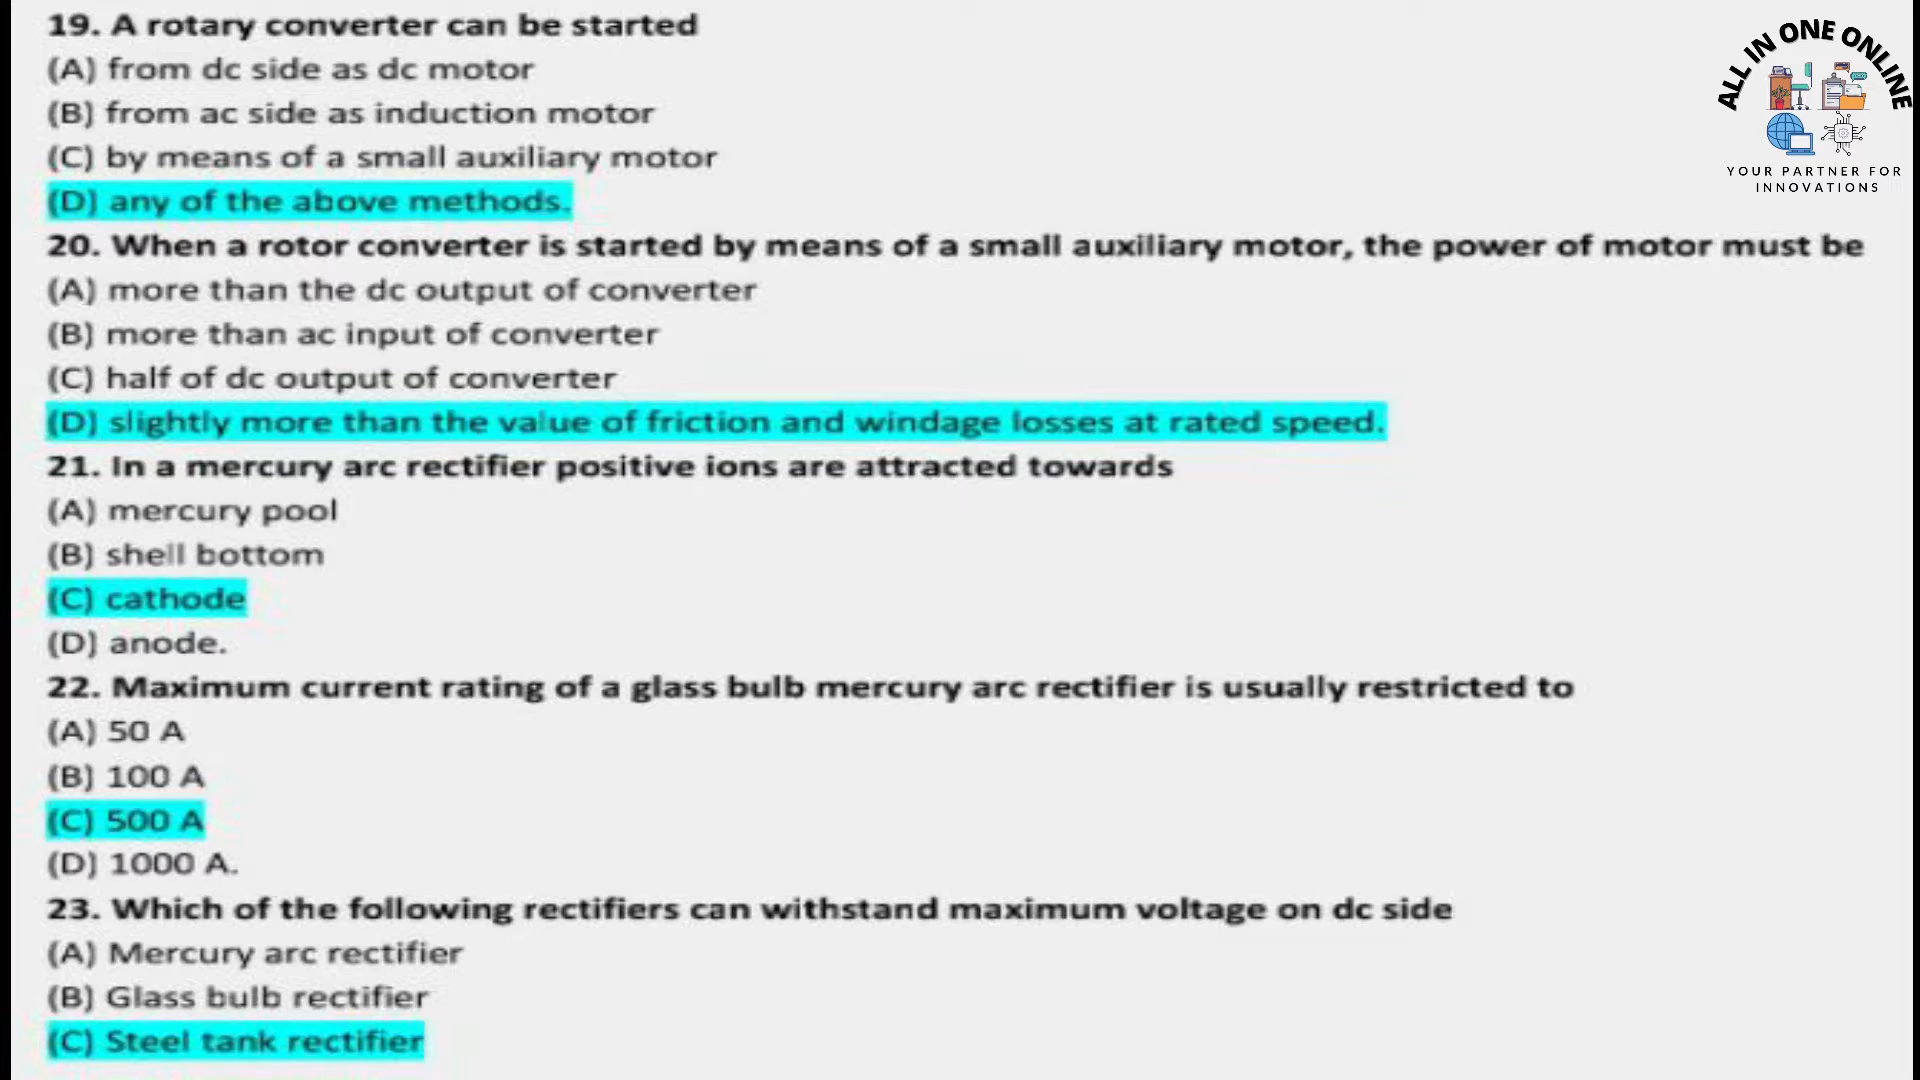 19. A rotary converter can be started
(A) from dc side as dc motor
(B) from ac side as induction motor
(C) by means of a small auxiliary motor
(D) any of the above methods.
20. When a rotor converter is started by means of a small auxiliary motor, the power of motor must be
(A) more than the dc output of converter
(B) more than ac input of converter
(C) half of dc output of converter
(D) slightly more than the value of friction and windage losses at rated speed.
21. In a mercury arc rectifier positive ions are attracted towards
(A) mercury pool
(B) shell bottom
(C) cathode
(D) anode.
22. Maximum current rating of a glass bulb mercury arc rectifier is usually restricted to
(A) 50 A
(B) 100 A
(C) 500 A
(D) 1000 A.
23. Which of the following rectifiers can withstand maximum voltage on dc side
(A) Mercury arc rectifier
(B) Glass bulb rectifier
(C) Steel tank rectifier
ALL IN ONE ONLINE
YOUR PARTNER FOR
INNOVATIONS